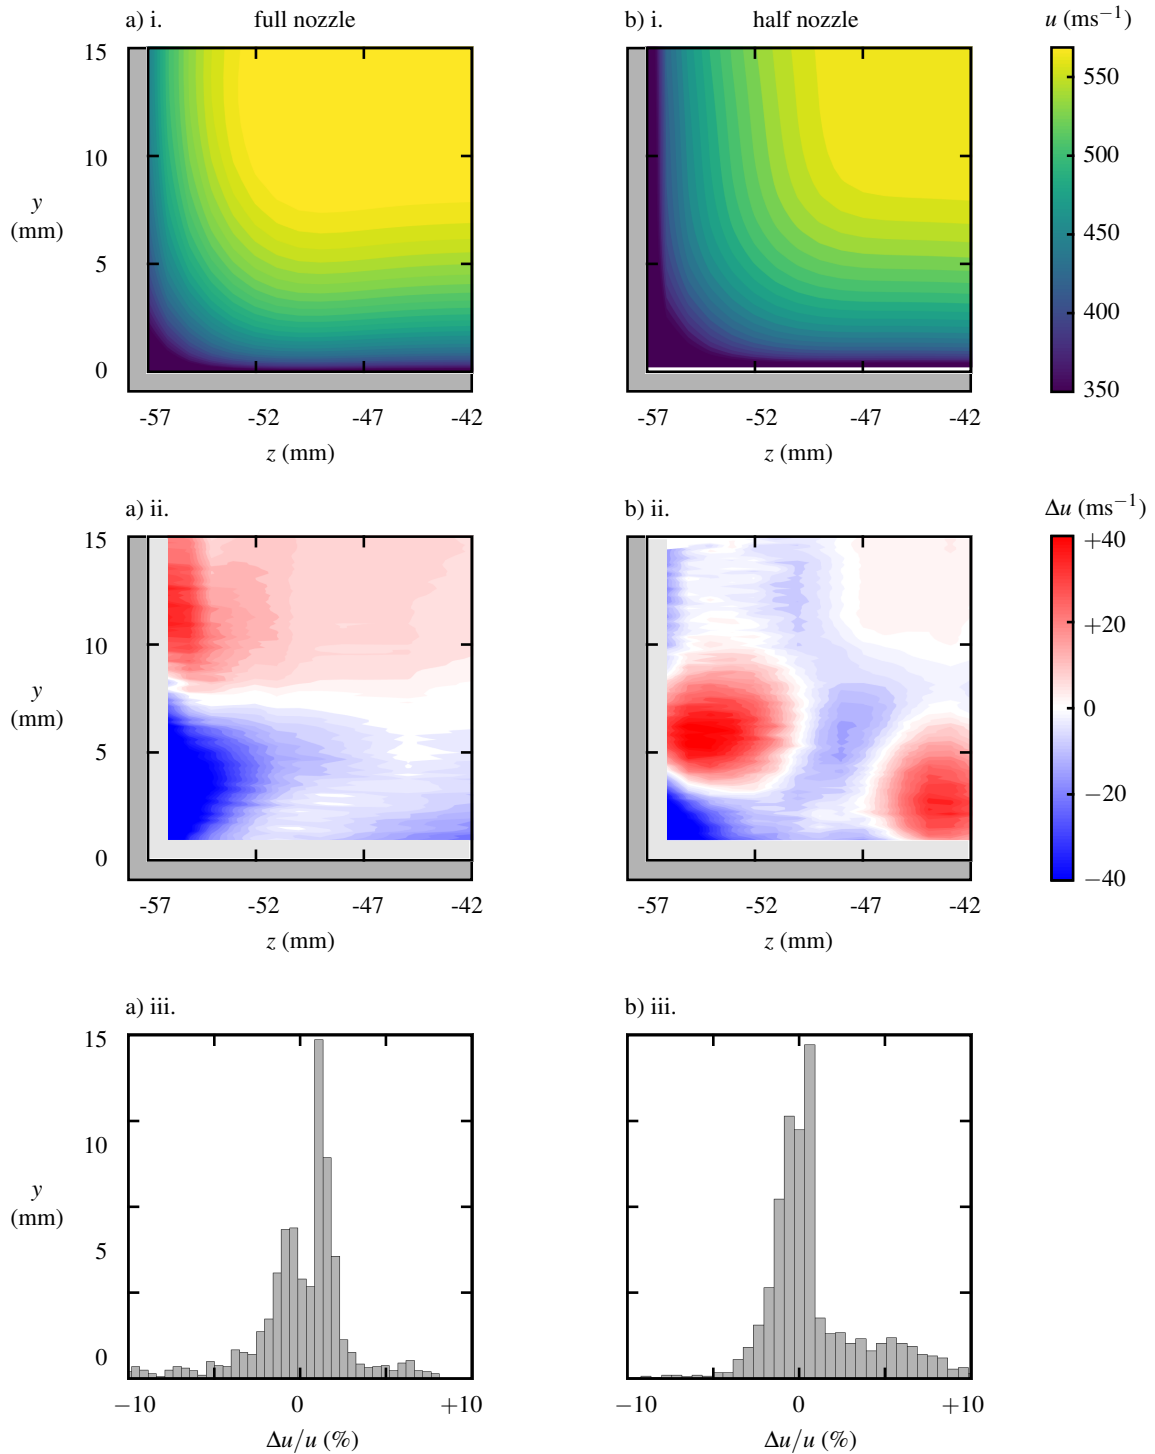 a) i. full nozzle b) i. half nozzle u (ms⁻¹)
15
10
y
(mm)
5
0
-57 -52 -47 -42
z (mm)
-57 -52 -47 -42
z (mm)
550
500
450
400
350
a) ii. b) ii. Δu (ms⁻¹)
15
10
y
(mm)
5
0
-57 -52 -47 -42
z (mm)
-57 -52 -47 -42
z (mm)
+40
+20
0
−20
−40
a) iii. b) iii.
15
10
y
(mm)
5
0
−10 0 +10
Δu/u (%)
−10 0 +10
Δu/u (%)